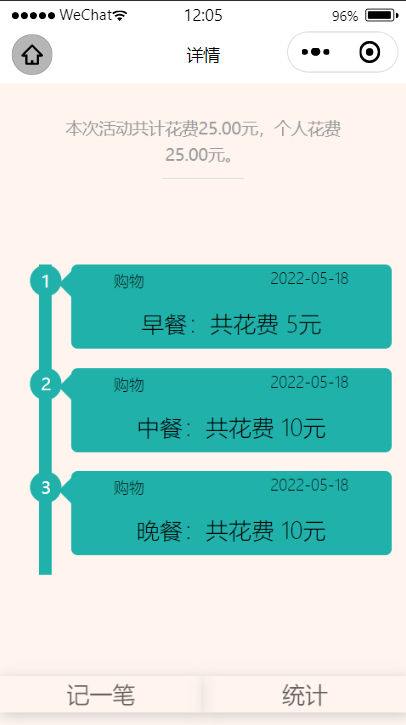 WeChat 12:05 96%
详情
本次活动共计花费25.00元，个人花费
25.00元。
1 购物 2022-05-18
早餐：共花费 5元
2 购物 2022-05-18
中餐：共花费 10元
3 购物 2022-05-18
晚餐：共花费 10元
记一笔 统计